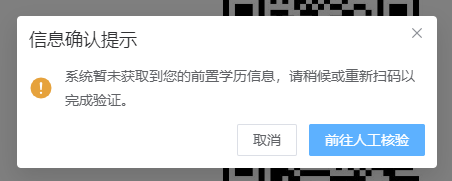 信息确认提示
系统暂未获取到您的前置学历信息，请稍候或重新扫码以
完成验证。
取消
前往人工核验